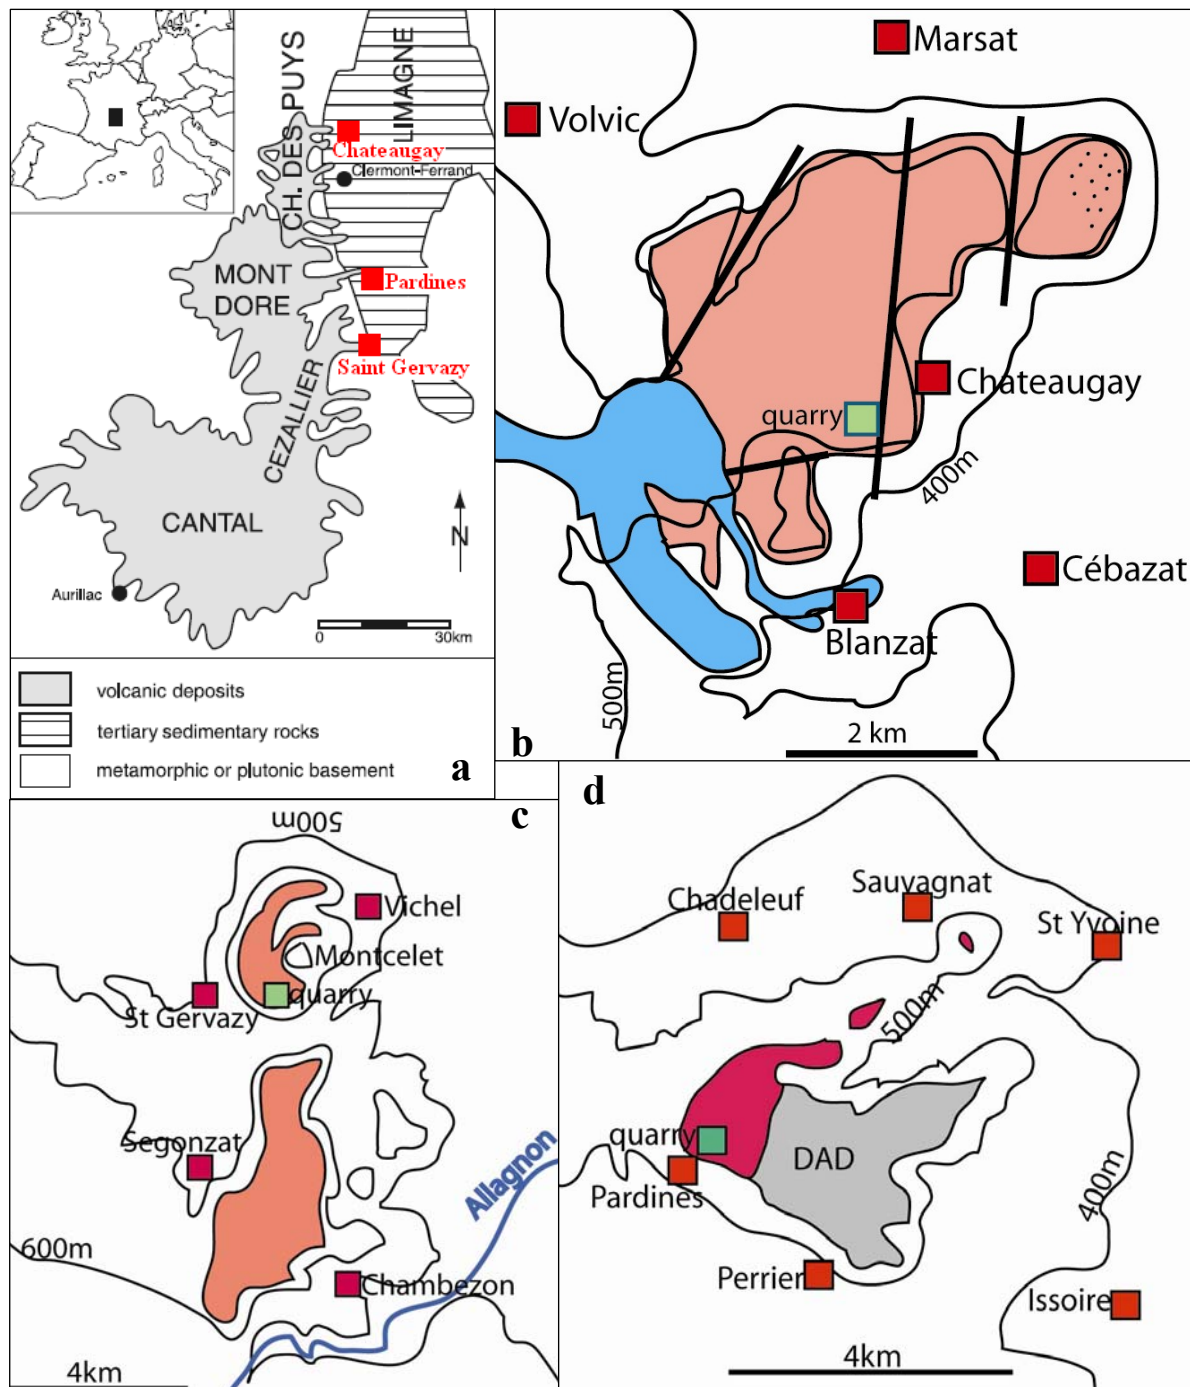 CH. DES PUYS
LIMAGNE
Chateaugay
Clermont-Ferrand
MONT
DORE
Pardines
Saint Gervazy
CEZALLIER
CANTAL
N
Aurillac
0
30km
volcanic deposits
tertiary sedimentary rocks
metamorphic or plutonic basement
a
Marsat
Volvic
Chateaugay
quarry
400m
Cébazat
Blanzat
500m
2 km
b
c
500m
Vichel
Montcelet
quarry
St Gervazy
Segonzat
Allagnon
600m
Chambezon
4km
d
Sauvagnat
Chadeleuf
St Yvoine
500m
quarry
DAD
Pardines
400m
Perrier
Issoire
4km